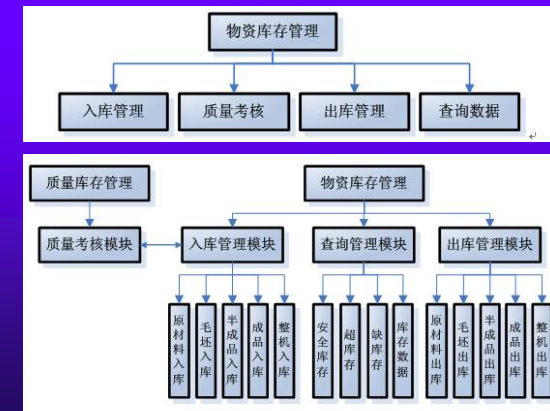 物资库存管理
入库管理 质量考核 出库管理 查询数据
质量库存管理 物资库存管理
质量考核模块 入库管理模块 查询管理模块 出库管理模块
原材料入库
毛坯入库
半成品入库
成品入库
整机入库
安全库存
超库存
缺库存
库存数据
原材料出库
毛坯出库
半成品出库
成品出库
整机出库